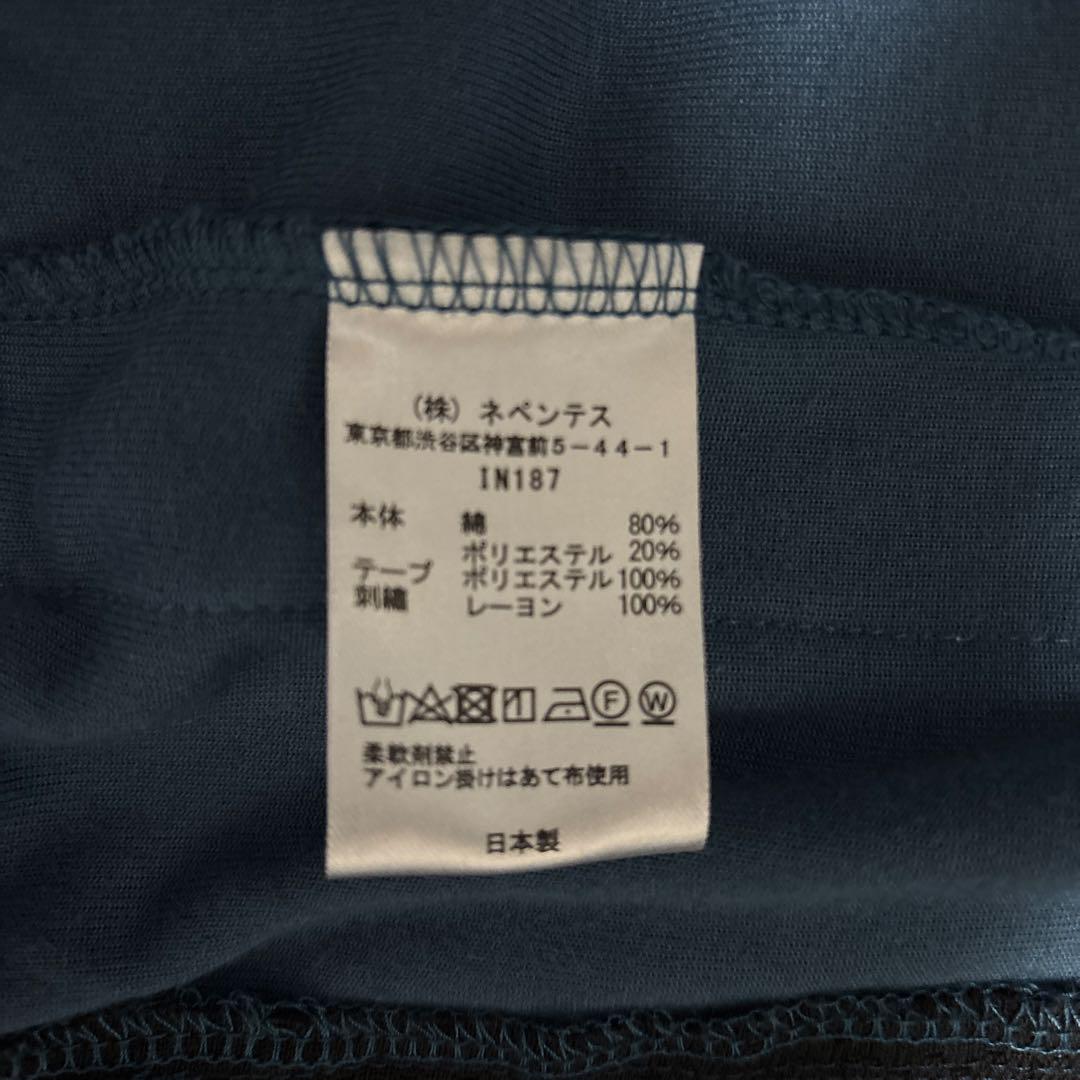 (株) ネペンテス
東京都渋谷区神宮前5-44-1
IN187
本体 綿 80%
ポリエステル 20%
テープ ポリエステル 100%
刺繍 レーヨン 100%
F W
柔軟剤禁止
アイロン掛けはあて布使用
日本製